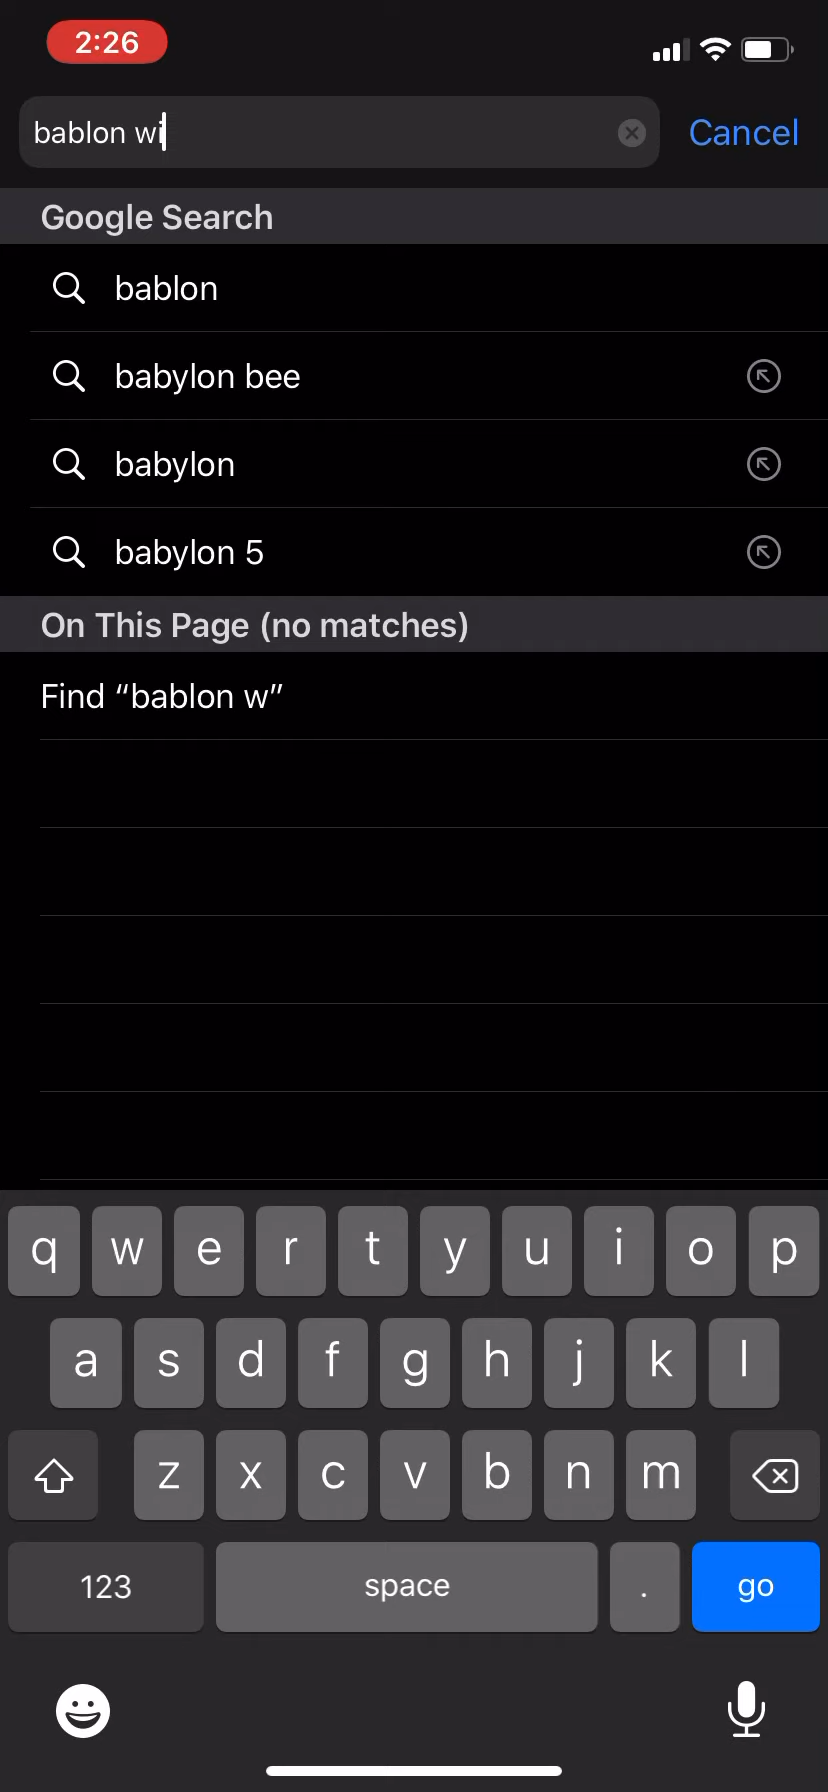 2:26
bablon wi
Cancel
Google Search
bablon
babylon bee
babylon
babylon 5
On This Page (no matches)
Find “bablon w”
q w e r t y u i o p
a s d f g h j k l
z x c v b n m
123 space . go